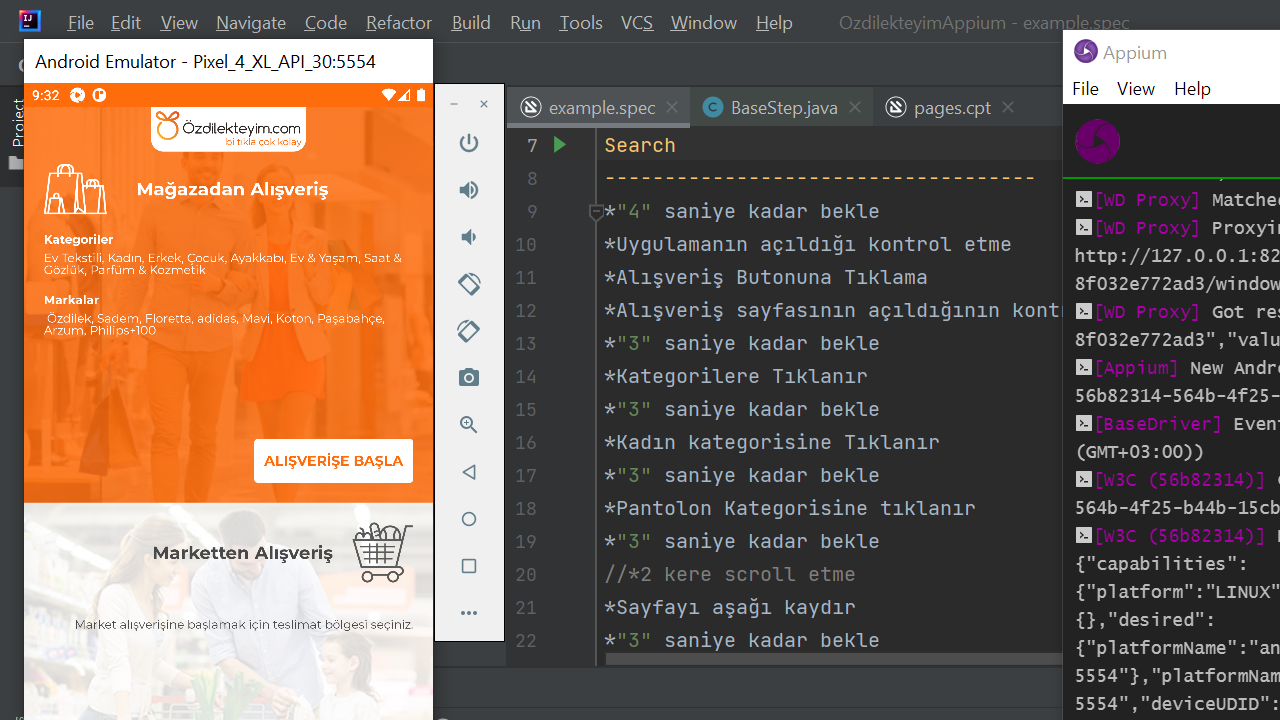 File Edit View Navigate Code Refactor Build Run Tools VCS Window Help OzdilekteyimAppium - example.spec
Android Emulator - Pixel_4_XL_API_30:5554
9:32
Özdilekteyim.com
bi tıkla çok kolay
Mağazadan Alışveriş
Kategoriler
Ev Tekstili, Kadın, Erkek, Çocuk, Ayakkabı, Ev & Yaşam, Saat &
Gözlük, Parfüm & Kozmetik
Markalar
Özdilek, Sadem, Floretta, adidas, Mavi, Koton, Paşabahçe,
Arzum, Philips+100
ALIŞVERİŞE BAŞLA
Marketten Alışveriş
Market alışverişine başlamak için teslimat bölgesi seçiniz.
Project
example.spec BaseStep.java pages.cpt
7 Search
8 ------------------------------------
9 *"4" saniye kadar bekle
10 *Uygulamanın açıldığı kontrol etme
11 *Alışveriş Butonuna Tıklama
12 *Alışveriş sayfasının açıldığının kont
13 *"3" saniye kadar bekle
14 *Kategorilere Tıklanır
15 *"3" saniye kadar bekle
16 *Kadın kategorisine Tıklanır
17 *"3" saniye kadar bekle
18 *Pantolon Kategorisine tıklanır
19 *"3" saniye kadar bekle
20 //*2 kere scroll etme
21 *Sayfayı aşağı kaydır
22 *"3" saniye kadar bekle
Appium
File View Help
[WD Proxy] Matched
[WD Proxy] Proxyin
http://127.0.0.1:82
8f032e772ad3/window
[WD Proxy] Got res
8f032e772ad3","valu
[Appium] New Andro
56b82314-564b-4f25-
[BaseDriver] Event
(GMT+03:00))
[W3C (56b82314)]
564b-4f25-b44b-15cb
[W3C (56b82314)]
{"capabilities":
{"platform":"LINUX"
{},"desired":
{"platformName":"an
5554"},"platformNam
5554","deviceUDID":